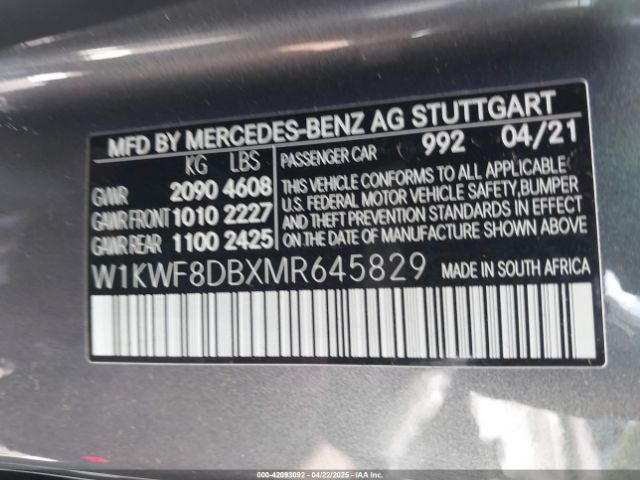 MFD BY MERCEDES-BENZ AG STUTTGART
KG LBS
GWR 2090 4608
GAWR FRONT 1010 2227
GAWR REAR 1100 2425
PASSENGER CAR 992 04/21
THIS VEHICLE CONFORMS TO ALL APPLICABLE
U.S. FEDERAL MOTOR VEHICLE SAFETY, BUMPER
AND THEFT PREVENTION STANDARDS IN EFFECT
ON THE DATE OF MANUFACTURE SHOWN ABOVE.
W1KWF8DBXMR645829 MADE IN SOUTH AFRICA
000-42093092 - 04/22/2025 - IAAI